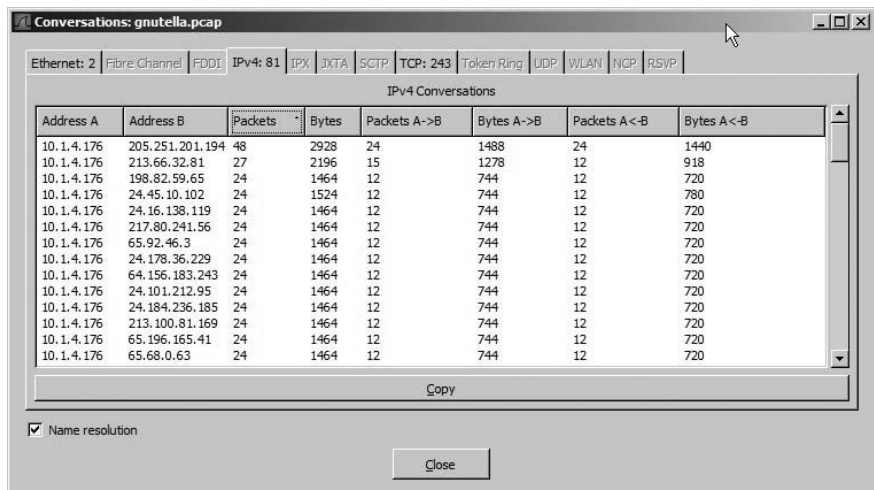 Conversations: gnutella.pcap
Ethernet: 2 Fibre Channel FDDI IPv4: 81 IPX JXTA SCTP TCP: 243 Token Ring UDP WLAN NCP RSVP
IPv4 Conversations
Address A Address B Packets Bytes Packets A->B Bytes A->B Packets A<-B Bytes A<-B
10.1.4.176 205.251.201.194 48 2928 24 1488 24 1440
10.1.4.176 213.66.32.81 27 2196 15 1278 12 918
10.1.4.176 198.82.59.65 24 1464 12 744 12 720
10.1.4.176 24.45.10.102 24 1524 12 744 12 780
10.1.4.176 24.16.138.119 24 1464 12 744 12 720
10.1.4.176 217.80.241.56 24 1464 12 744 12 720
10.1.4.176 65.92.46.3 24 1464 12 744 12 720
10.1.4.176 24.178.36.229 24 1464 12 744 12 720
10.1.4.176 64.156.183.243 24 1464 12 744 12 720
10.1.4.176 24.101.212.95 24 1464 12 744 12 720
10.1.4.176 24.184.236.185 24 1464 12 744 12 720
10.1.4.176 213.100.81.169 24 1464 12 744 12 720
10.1.4.176 65.196.165.41 24 1464 12 744 12 720
10.1.4.176 65.68.0.63 24 1464 12 744 12 720
Copy
Name resolution
Close